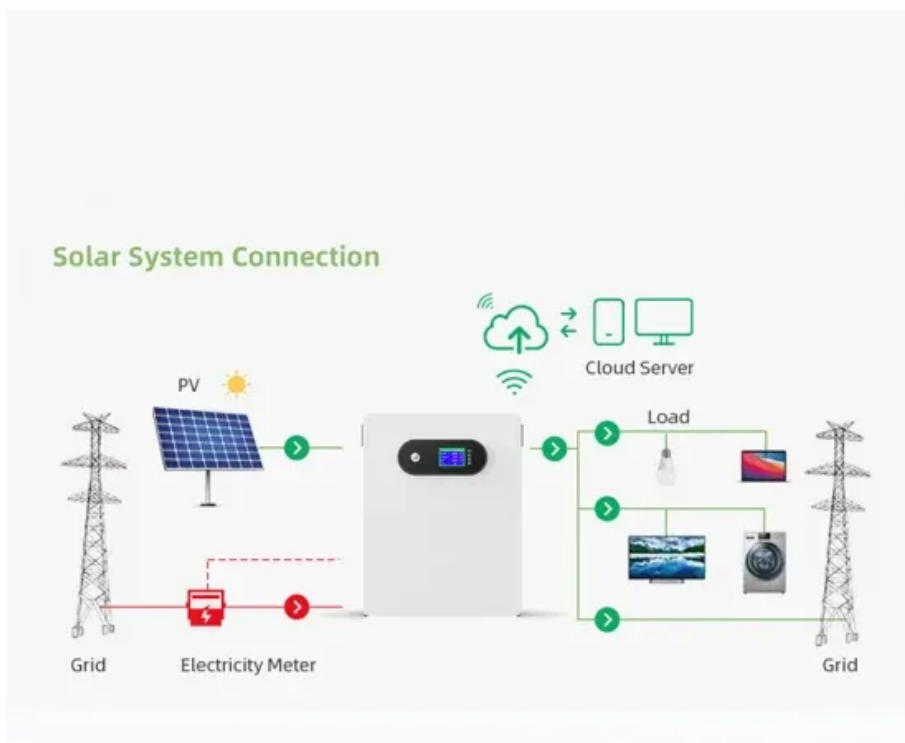 Solar System Connection
Cloud Server
PV
Load
Grid
Electricity Meter
Grid